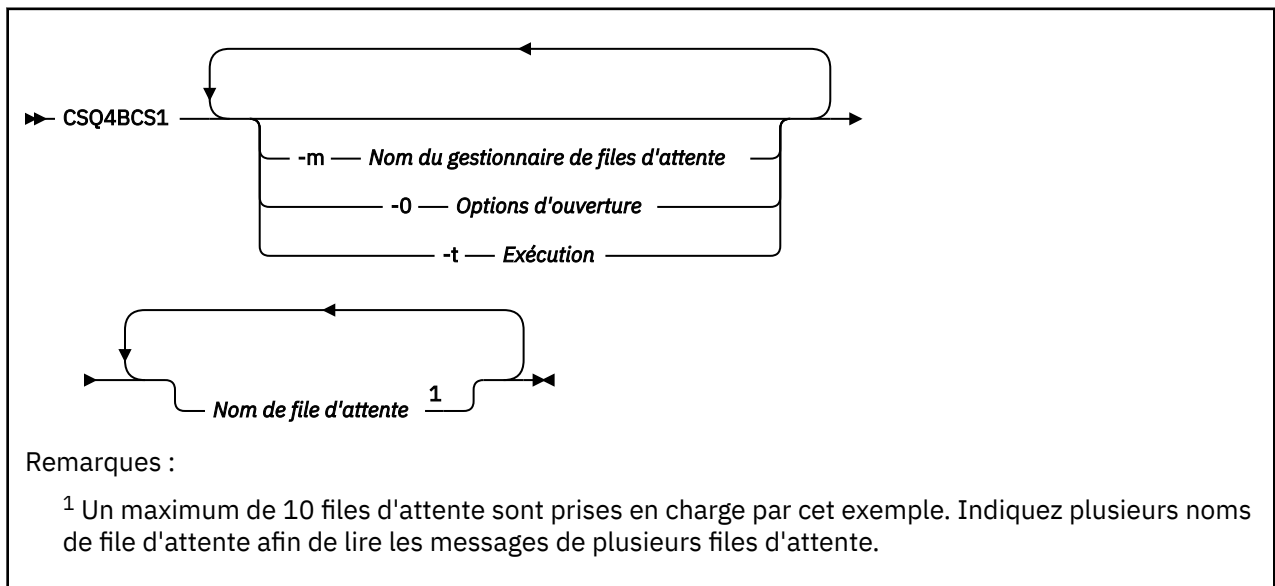 CSQ4BCS1
-m Nom du gestionnaire de files d'attente
-0 Options d'ouverture
-t Exécution
Nom de file d'attente 1
Remarques :
1 Un maximum de 10 files d'attente sont prises en charge par cet exemple. Indiquez plusieurs noms
de file d'attente afin de lire les messages de plusieurs files d'attente.